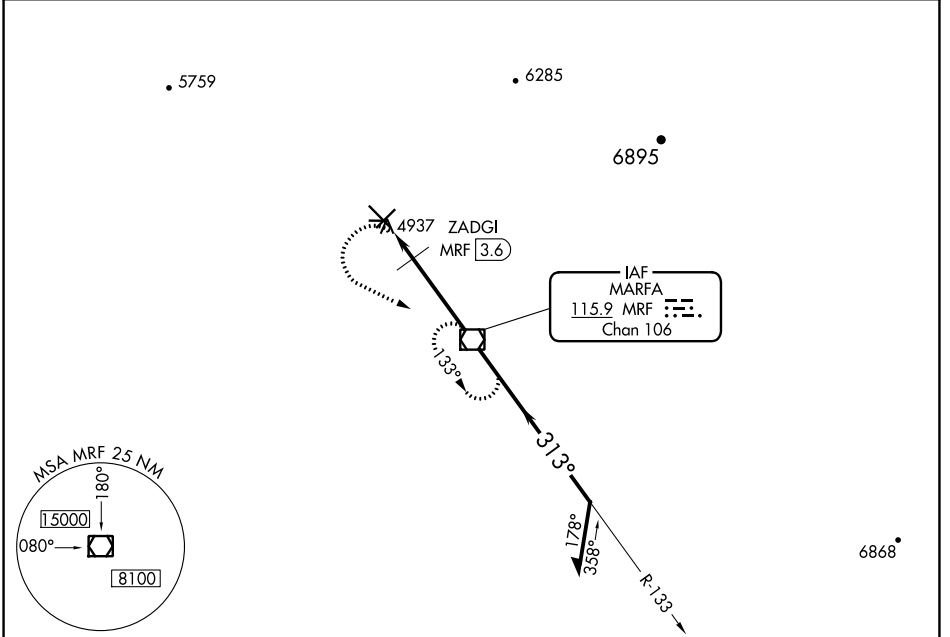 5759
6285
6895
4937 ZADGI
MRF 3.6
IAF
MARFA
115.9 MRF
Chan 106
133°
313°
MSA MRF 25 NM
180°
15000
080°
8100
178°
358°
6868
R-133